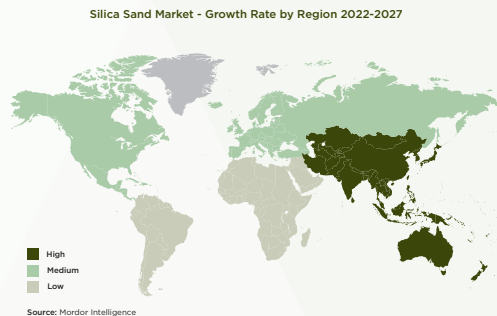 Silica Sand Market - Growth Rate by Region 2022-2027
High
Medium
Low
Source: Mordor Intelligence